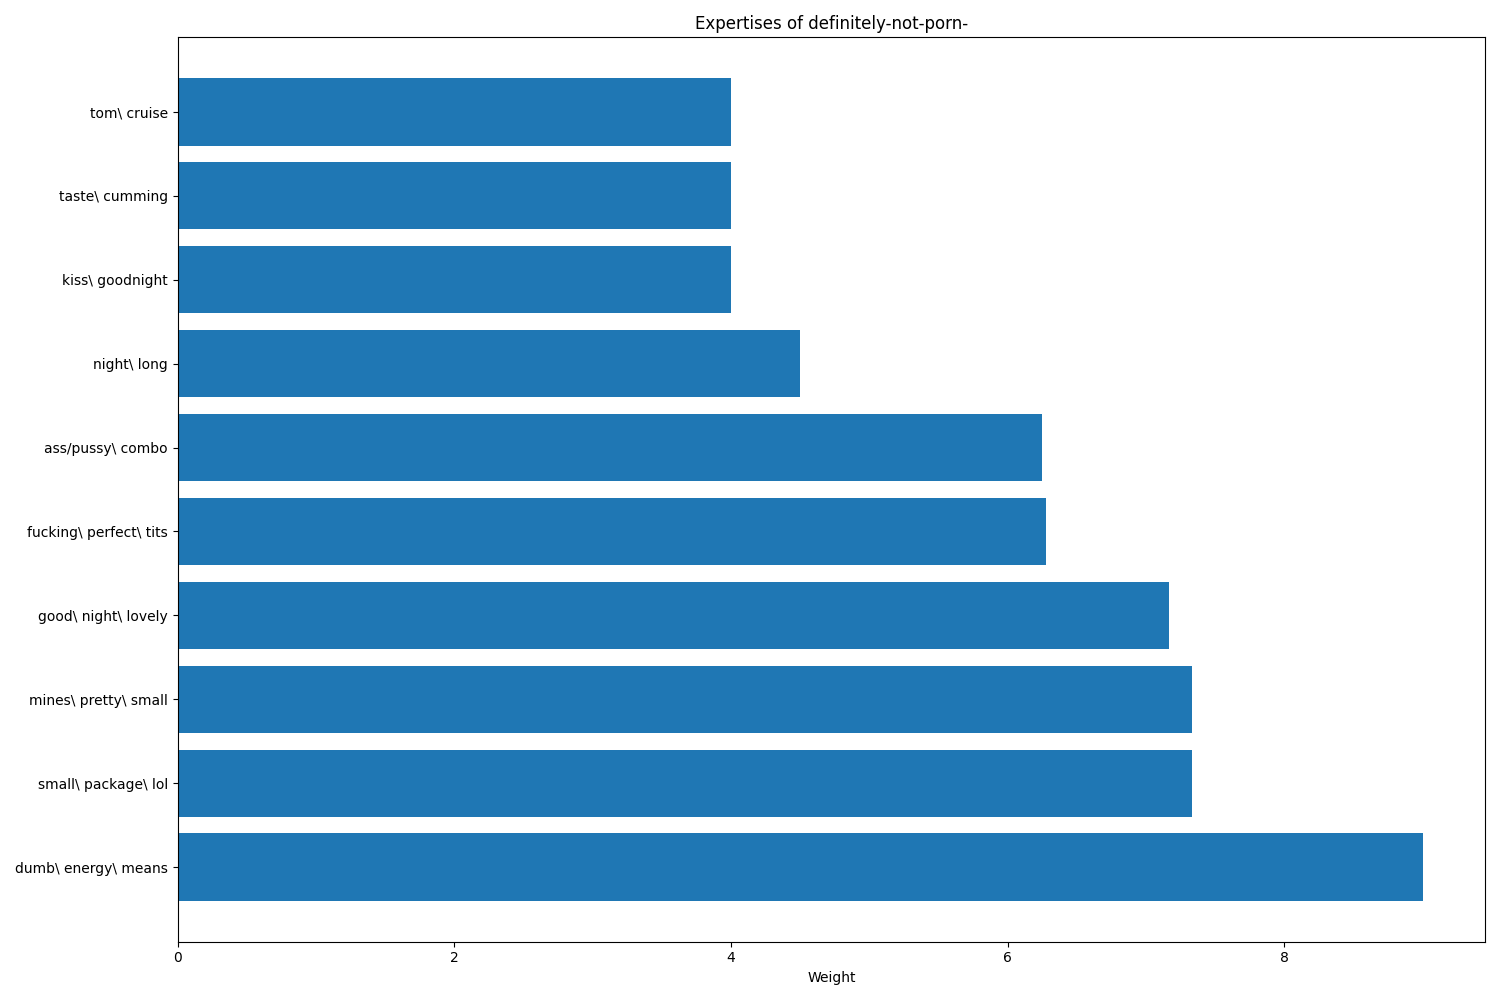 Expertises of definitely-not-porn-
tom\ cruise
taste\ cumming
kiss\ goodnight
night\ long
ass/pussy\ combo
fucking\ perfect\ tits
good\ night\ lovely
mines\ pretty\ small
small\ package\ lol
dumb\ energy\ means
0 2 4 6 8
Weight